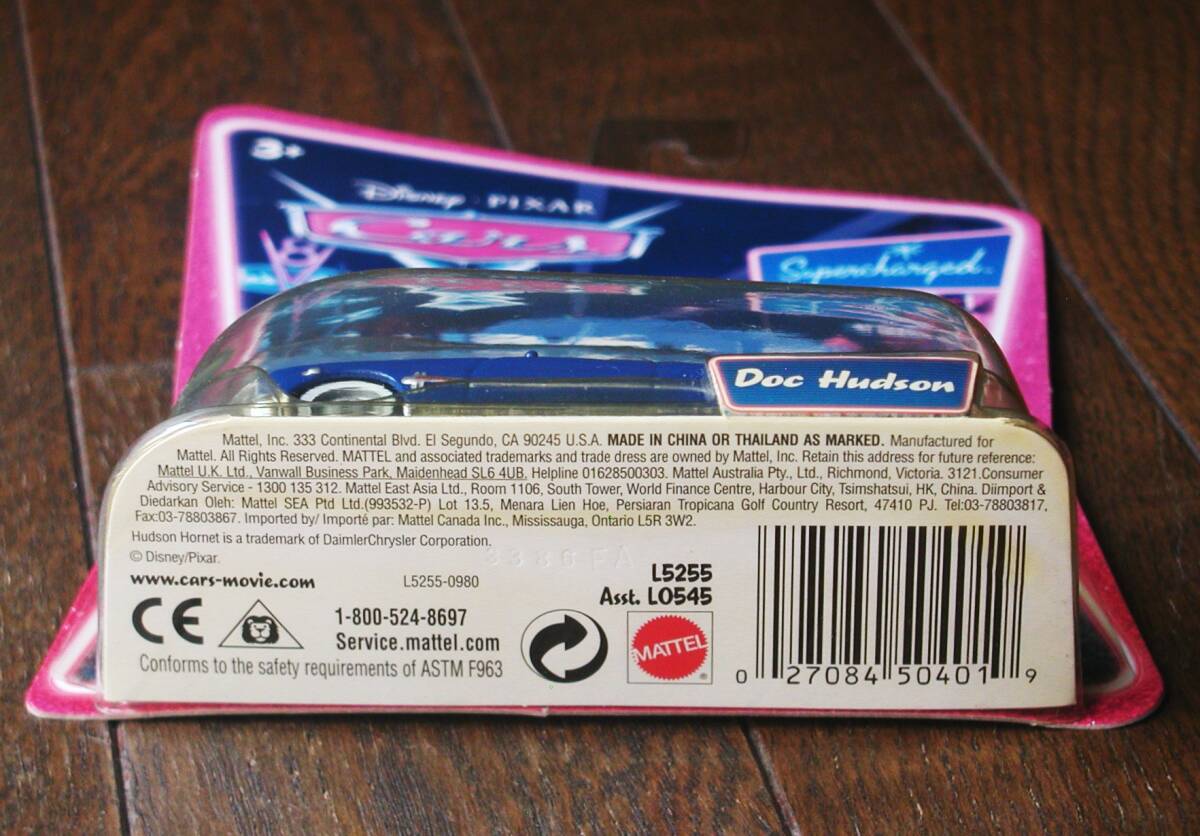 3+
Disney · PIXAR
Cars
Supercharged
Doc Hudson
Mattel, Inc. 333 Continental Blvd. El Segundo, CA 90245 U.S.A. MADE IN CHINA OR THAILAND AS MARKED. Manufactured for
Mattel. All Rights Reserved. MATTEL and associated trademarks and trade dress are owned by Mattel, Inc. Retain this address for future reference:
Mattel U.K. Ltd., Vanwall Business Park, Maidenhead SL6 4UB. Helpline 01628500303. Mattel Australia Pty., Ltd., Richmond, Victoria. 3121.Consumer
Advisory Service - 1300 135 312. Mattel East Asia Ltd., Room 1106, South Tower, World Finance Centre, Harbour City, Tsimshatsui, HK, China. Diimport &
Diedarkan Oleh: Mattel SEA Ptd Ltd.(993532-P) Lot 13.5, Menara Lien Hoe, Persiaran Tropicana Golf Country Resort, 47410 PJ. Tel:03-78803817,
Fax:03-78803867. Imported by/ Importé par: Mattel Canada Inc., Mississauga, Ontario L5R 3W2.
Hudson Hornet is a trademark of DaimlerChrysler Corporation.
© Disney/Pixar.
3386 FA
www.cars-movie.com
L5255-0980
L5255
Asst. L0545
CE
1-800-524-8697
Service.mattel.com
Conforms to the safety requirements of ASTM F963
MATTEL
®
0 27084 50401 9